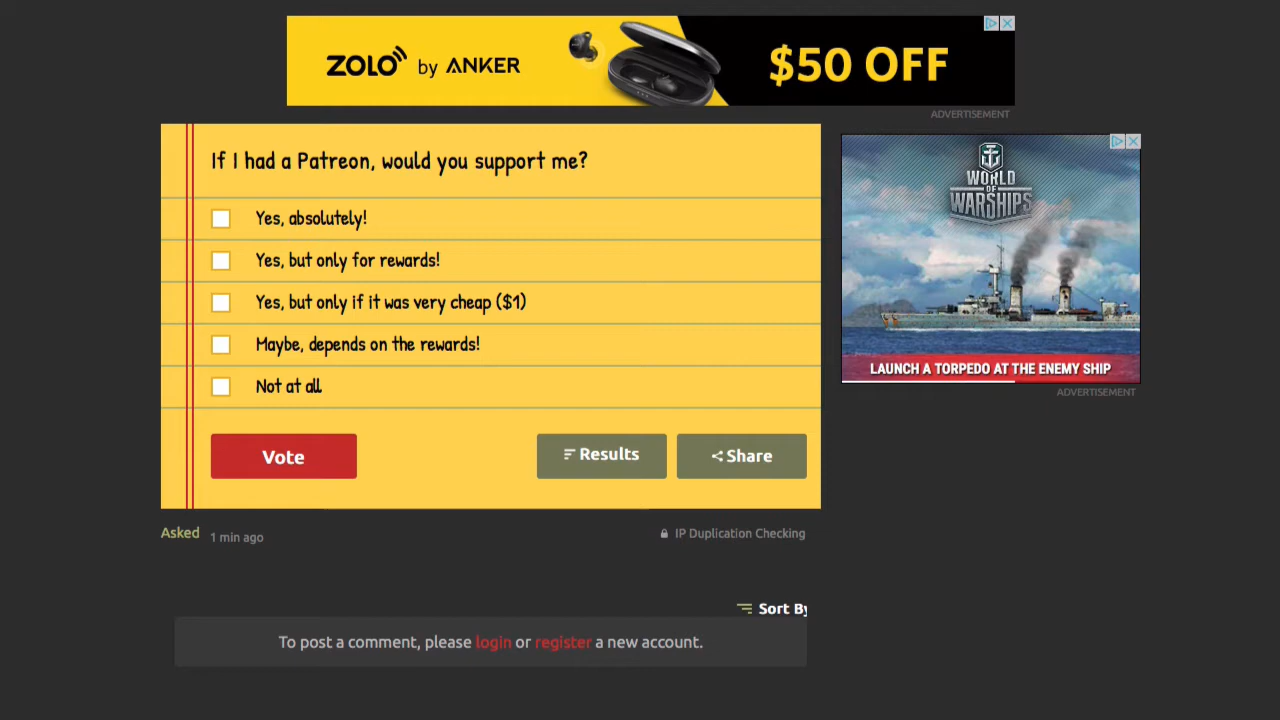 ZOLO by ANKER
$50 OFF
ADVERTISEMENT
If I had a Patreon, would you support me?
Yes, absolutely!
Yes, but only for rewards!
Yes, but only if it was very cheap ($1)
Maybe, depends on the rewards!
Not at all
Vote
Results
Share
WORLD
OF
WARSHIPS
LAUNCH A TORPEDO AT THE ENEMY SHIP
ADVERTISEMENT
Asked 1 min ago
IP Duplication Checking
Sort By
To post a comment, please login or register a new account.